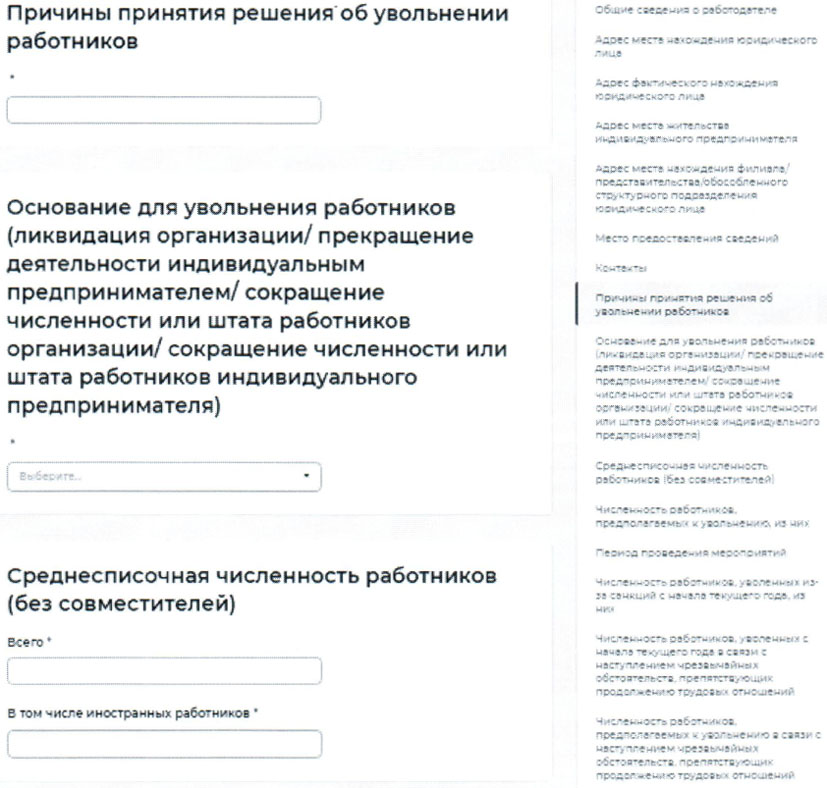 Причины принятия решения об увольнении
работников
*
Основание для увольнения работников
(ликвидация организации/ прекращение
деятельности индивидуальным
предпринимателем/ сокращение
численности или штата работников
организации/ сокращение численности или
штата работников индивидуального
предпринимателя)
*
Выберите...
Среднесписочная численность работников
(без совместителей)
Всего *
В том числе иностранных работников *
Общие сведения о работодателе
Адрес места нахождения юридического
лица
Адрес фактического нахождения
юридического лица
Адрес места жительства
индивидуального предпринимателя
Адрес места нахождения филиала/
представительства/обособленного
структурного подразделения
юридического лица
Место предоставления сведений
Контакты
Причины принятия решения об
увольнении работников
Основание для увольнения работников
(ликвидация организации/ прекращение
деятельности индивидуальным
предпринимателем/ сокращение
численности или штата работников
организации/ сокращение численности
или штата работников индивидуального
предпринимателя)
Среднесписочная численность
работников (без совместителей)
Численность работников,
предполагаемых к увольнению, из них
Период проведения мероприятий
Численность работников, уволенных из-
за санкций с начала текущего года, из
них
Численность работников, уволенных с
начала текущего года в связи с
наступлением чрезвычайных
обстоятельств, препятствующих
продолжению трудовых отношений
Численность работников,
предполагаемых к увольнению в связи с
наступлением чрезвычайных
обстоятельств, препятствующих
продолжению трудовых отношений